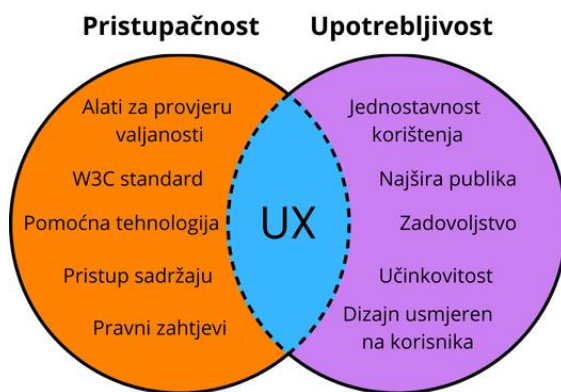 Pristupačnost
Upotrebljivost
Alati za provjeru
valjanosti
W3C standard
Pomoćna tehnologija
Pristup sadržaju
Pravni zahtjevi
UX
Jednostavnost
korištenja
Najšira publika
Zadovoljstvo
Učinkovitost
Dizajn usmjeren
na korisnika